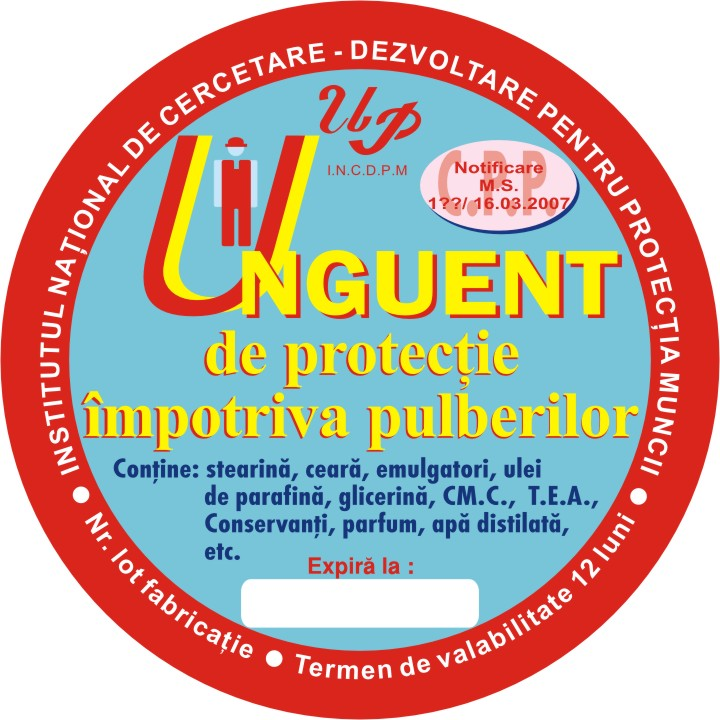 INSTITUTUL NAȚIONAL DE CERCETARE - DEZVOLTARE PENTRU PROTECȚIA MUNCII
UP
I.N.C.D.P.M
C.P.P.
Notificare
M.S.
1??/ 16.03.2007
UNGUENT
de protecție
împotriva pulberilor
Conține: stearină, ceară, emulgatori, ulei
de parafină, glicerină, CM.C., T.E.A.,
Conservanți, parfum, apă distilată,
etc.
Expiră la :
● Nr. lot fabricație ● Termen de valabilitate 12 luni ●